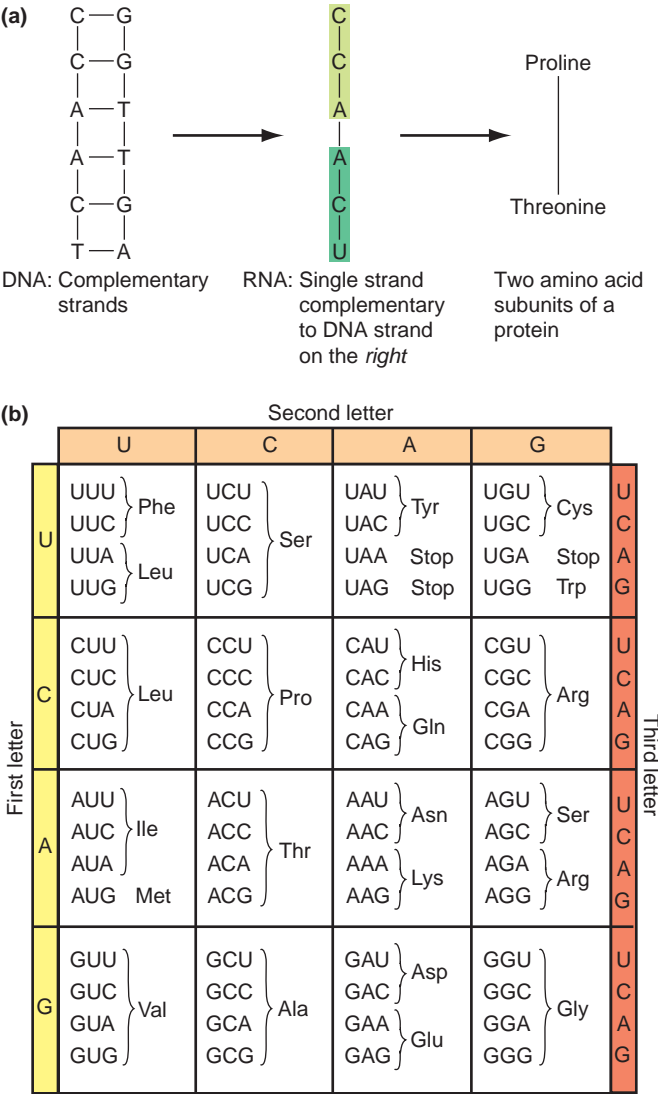 (a)
C G C
C G C Proline
A T A
A T A
C G C Threonine
T A U
DNA: Complementary
strands
RNA: Single strand
complementary
to DNA strand
on the right
Two amino acid
subunits of a
protein
(b)
Second letter
U C A G
First letter
Third letter
U
UUU Phe UCU Ser UAU Tyr UGU Cys U
UUC UCC UAC UGC C
UUA Leu UCA UAA Stop UGA Stop A
UUG UCG UAG Stop UGG Trp G
C
CUU Leu CCU Pro CAU His CGU Arg U
CUC CCC CAC CGC C
CUA CCA CAA Gln CGA A
CUG CCG CAG CGG G
A
AUU Ile ACU Thr AAU Asn AGU Ser U
AUC ACC AAC AGC C
AUA ACA AAA Lys AGA Arg A
AUG Met ACG AAG AGG G
G
GUU Val GCU Ala GAU Asp GGU Gly U
GUC GCC GAC GGC C
GUA GCA GAA Glu GGA A
GUG GCG GAG GGG G